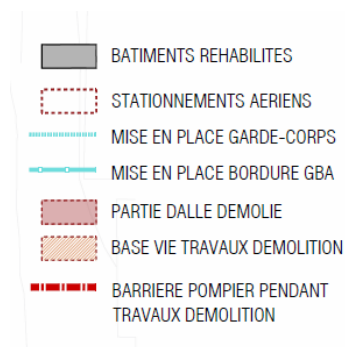 BATIMENTS REHABILITES
STATIONNEMENTS AERIENS
MISE EN PLACE GARDE-CORPS
MISE EN PLACE BORDURE GBA
PARTIE DALLE DEMOLIE
BASE VIE TRAVAUX DEMOLITION
BARRIERE POMPIER PENDANT
TRAVAUX DEMOLITION